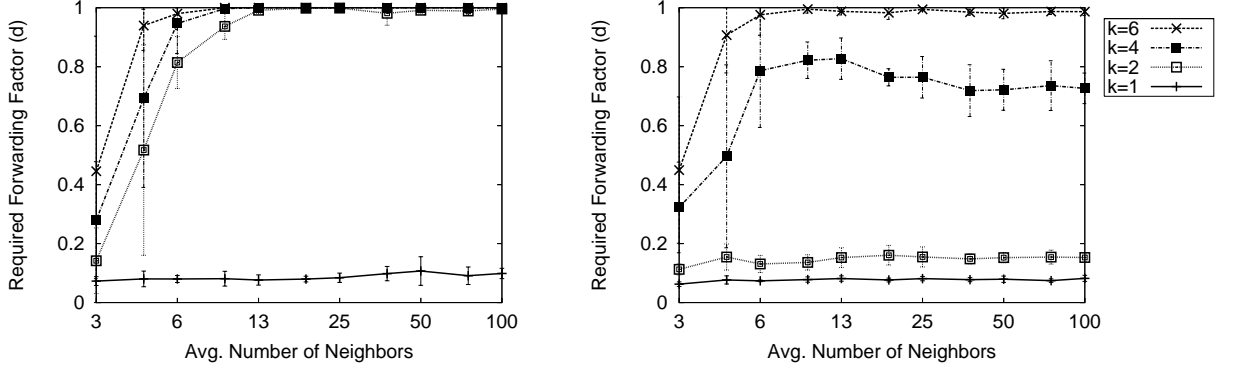 Required Forwarding Factor (d)
1
0.8
0.6
0.4
0.2
0
3 6 13 25 50 100
Avg. Number of Neighbors
Required Forwarding Factor (d)
1
0.8
0.6
0.4
0.2
0
3 6 13 25 50 100
Avg. Number of Neighbors
k=6
k=4
k=2
k=1